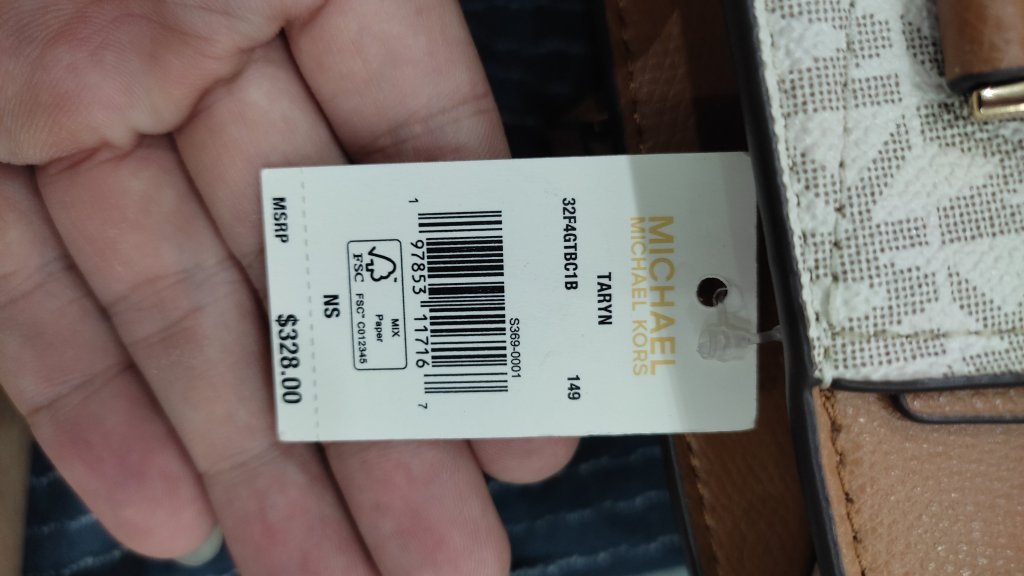 MICHAEL
MICHAEL KORS
TARYN
32F4GTBC1B 149
S369-0001
1 97853 11716 7
FSC
MIX
Paper
FSC™ C012345
NS
MSRP $328.00